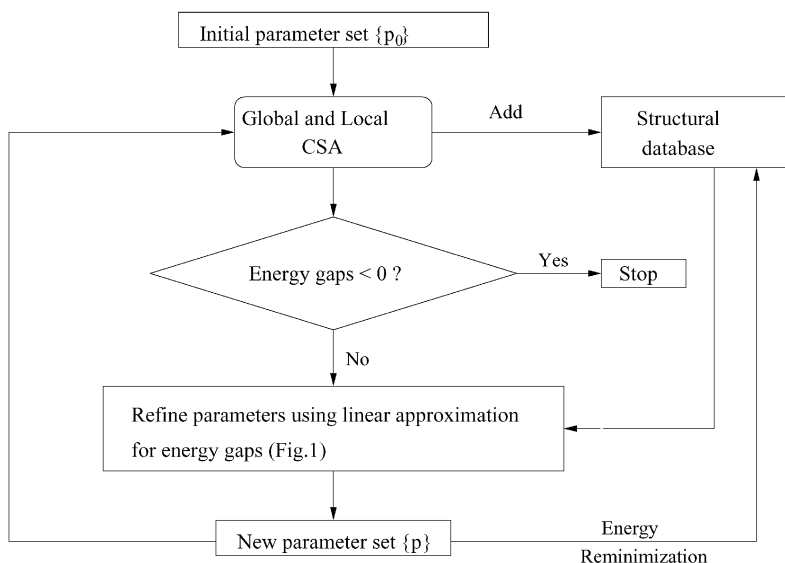 Initial parameter set {p₀}
Global and Local
CSA
Add
Structural
database
Energy gaps < 0 ?
Yes
Stop
No
Refine parameters using linear approximation
for energy gaps (Fig.1)
New parameter set {p}
Energy
Reminimization